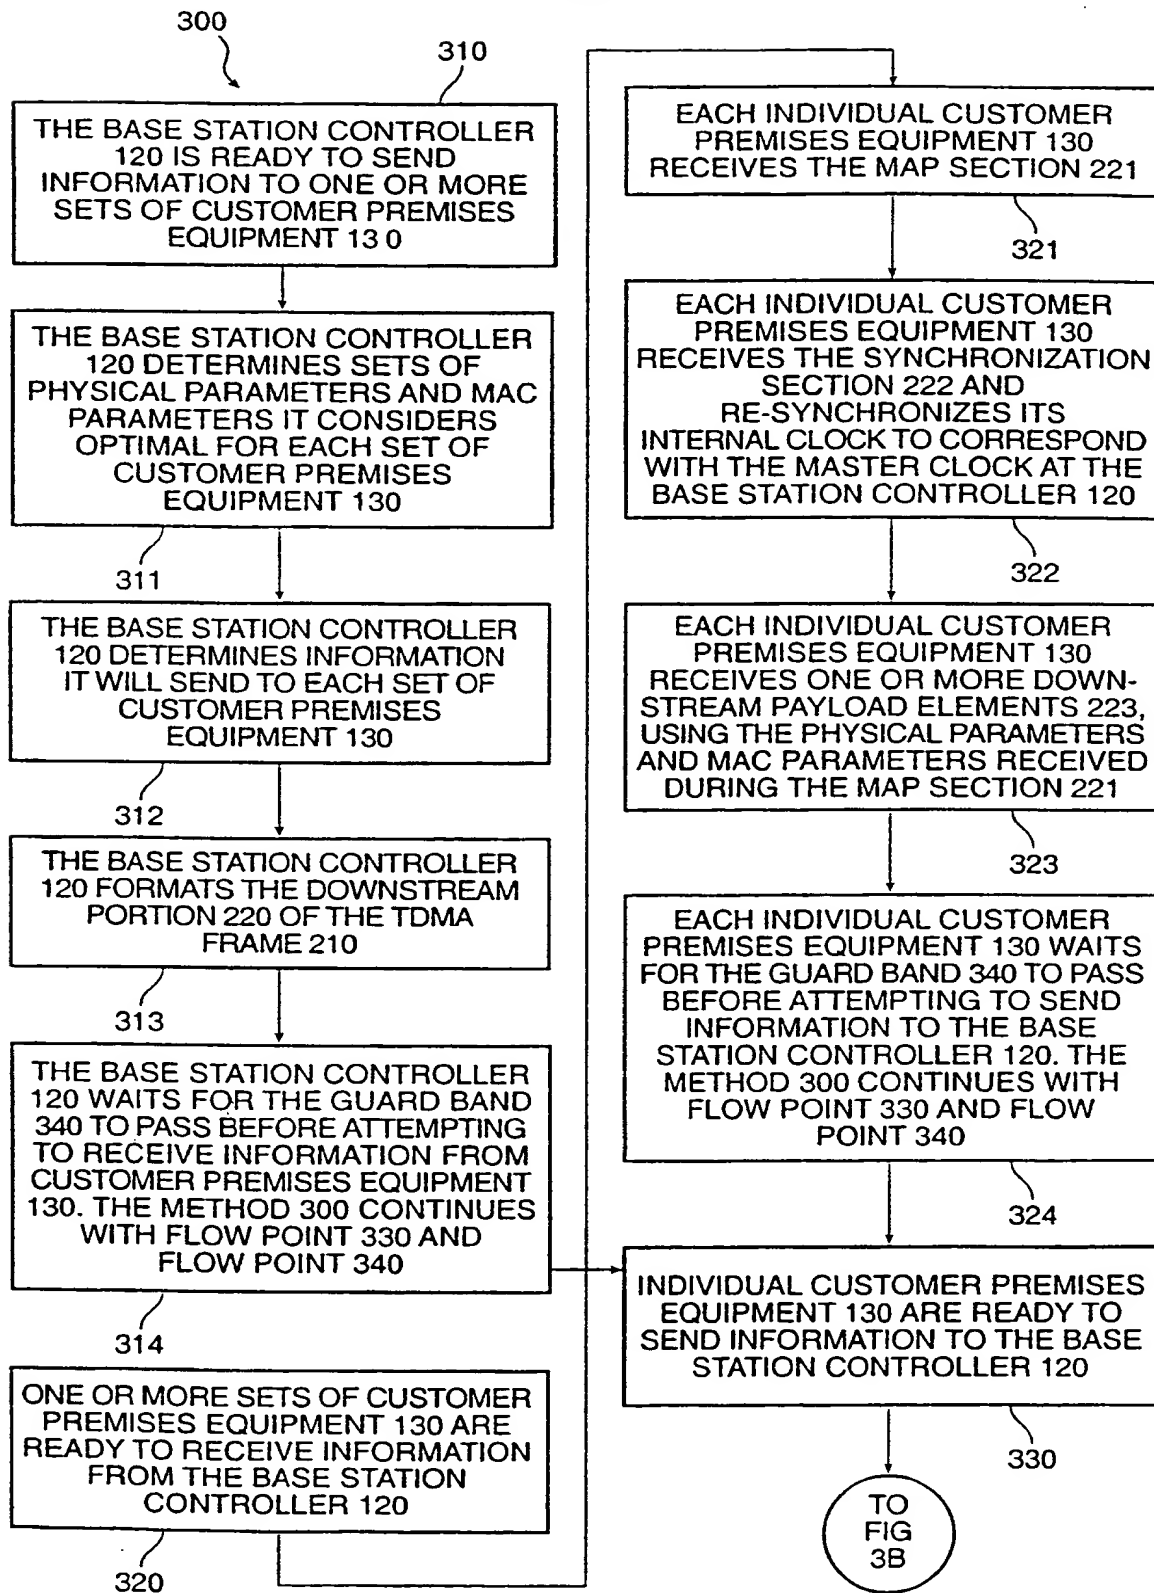 300
310
THE BASE STATION CONTROLLER
120 IS READY TO SEND
INFORMATION TO ONE OR MORE
SETS OF CUSTOMER PREMISES
EQUIPMENT 13 0
THE BASE STATION CONTROLLER
120 DETERMINES SETS OF
PHYSICAL PARAMETERS AND MAC
PARAMETERS IT CONSIDERS
OPTIMAL FOR EACH SET OF
CUSTOMER PREMISES
EQUIPMENT 130
311
THE BASE STATION CONTROLLER
120 DETERMINES INFORMATION
IT WILL SEND TO EACH SET OF
CUSTOMER PREMISES
EQUIPMENT 130
312
THE BASE STATION CONTROLLER
120 FORMATS THE DOWNSTREAM
PORTION 220 OF THE TDMA
FRAME 210
313
THE BASE STATION CONTROLLER
120 WAITS FOR THE GUARD BAND
340 TO PASS BEFORE ATTEMPTING
TO RECEIVE INFORMATION FROM
CUSTOMER PREMISES EQUIPMENT
130. THE METHOD 300 CONTINUES
WITH FLOW POINT 330 AND
FLOW POINT 340
314
ONE OR MORE SETS OF CUSTOMER
PREMISES EQUIPMENT 130 ARE
READY TO RECEIVE INFORMATION
FROM THE BASE STATION
CONTROLLER 120
320
EACH INDIVIDUAL CUSTOMER
PREMISES EQUIPMENT 130
RECEIVES THE MAP SECTION 221
321
EACH INDIVIDUAL CUSTOMER
PREMISES EQUIPMENT 130
RECEIVES THE SYNCHRONIZATION
SECTION 222 AND
RE-SYNCHRONIZES ITS
INTERNAL CLOCK TO CORRESPOND
WITH THE MASTER CLOCK AT THE
BASE STATION CONTROLLER 120
322
EACH INDIVIDUAL CUSTOMER
PREMISES EQUIPMENT 130
RECEIVES ONE OR MORE DOWN-
STREAM PAYLOAD ELEMENTS 223,
USING THE PHYSICAL PARAMETERS
AND MAC PARAMETERS RECEIVED
DURING THE MAP SECTION 221
323
EACH INDIVIDUAL CUSTOMER
PREMISES EQUIPMENT 130 WAITS
FOR THE GUARD BAND 340 TO PASS
BEFORE ATTEMPTING TO SEND
INFORMATION TO THE BASE
STATION CONTROLLER 120. THE
METHOD 300 CONTINUES WITH
FLOW POINT 330 AND FLOW
POINT 340
324
INDIVIDUAL CUSTOMER PREMISES
EQUIPMENT 130 ARE READY TO
SEND INFORMATION TO THE BASE
STATION CONTROLLER 120
330
TO
FIG
3B